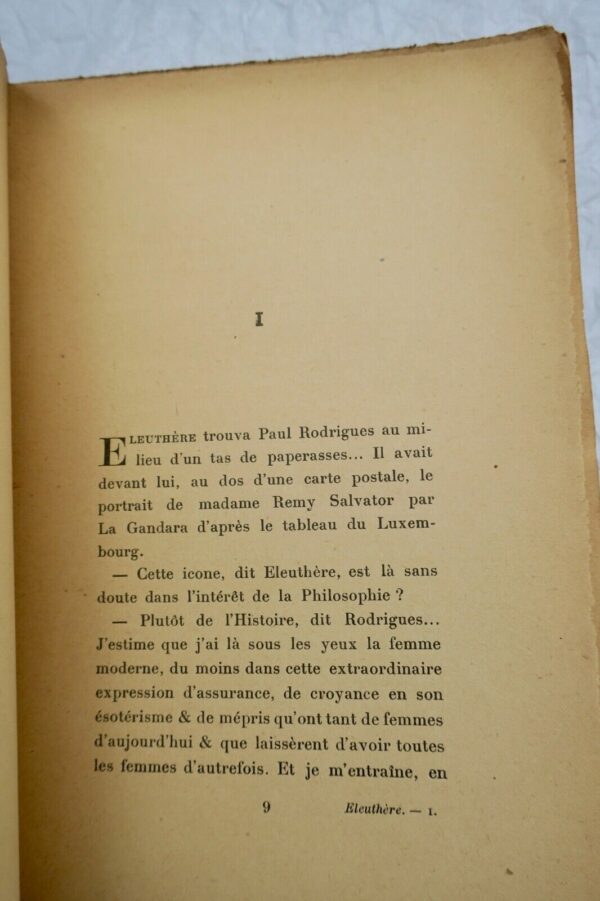 I
ELEUTHÈRE trouva Paul Rodrigues au mi-
lieu d'un tas de paperasses... Il avait
devant lui, au dos d'une carte postale, le
portrait de madame Remy Salvator par
La Gandara d'après le tableau du Luxem-
bourg.
— Cette icone, dit Eleuthère, est là sans
doute dans l'intérêt de la Philosophie ?
— Plutôt de l'Histoire, dit Rodrigues...
J'estime que j'ai là sous les yeux la femme
moderne, du moins dans cette extraordinaire
expression d'assurance, de croyance en son
ésotérisme & de mépris qu'ont tant de femmes
d'aujourd'hui & que laissèrent d'avoir toutes
les femmes d'autrefois. Et je m'entraîne, en
9 Eleuthère. — 1.